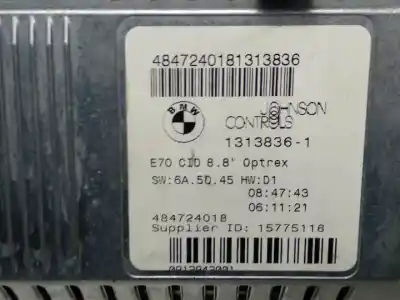 4847240181313836
BMW
JOHNSON
CONTROLS
1313836-1
E70 CID 8.8" Optrex
SW:6A.50.45 HW:D1
08:47:43
06:11:21
484724018
Supplier ID: 15775118